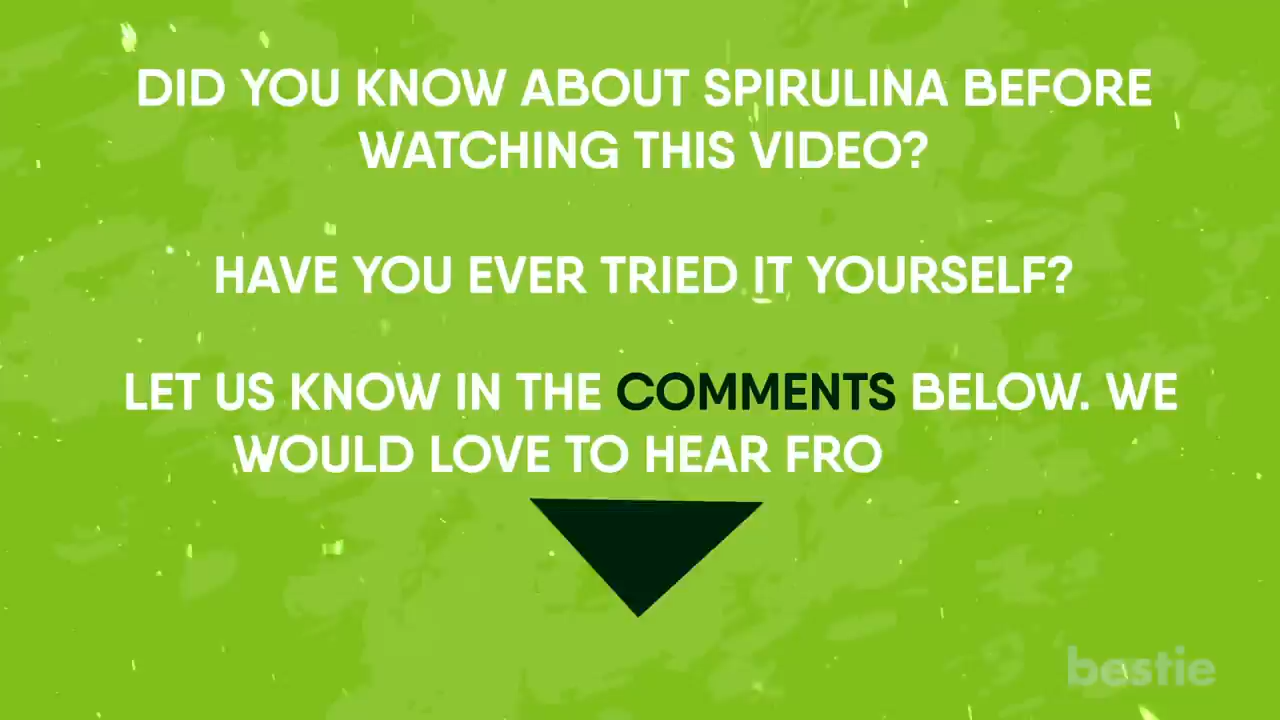 DID YOU KNOW ABOUT SPIRULINA BEFORE
WATCHING THIS VIDEO?
HAVE YOU EVER TRIED IT YOURSELF?
LET US KNOW IN THE COMMENTS BELOW. WE
WOULD LOVE TO HEAR FRO
bestie